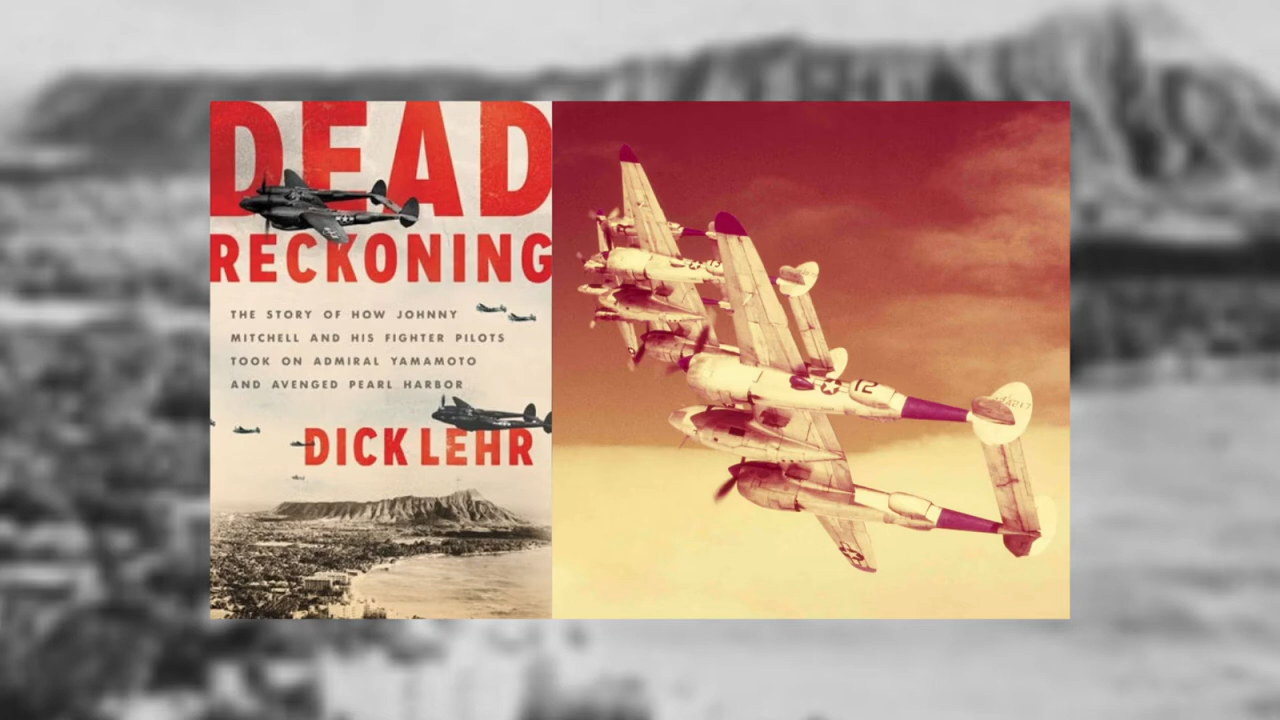 DEAD
RECKONING
THE STORY OF HOW JOHNNY
MITCHELL AND HIS FIGHTER PILOTS
TOOK ON ADMIRAL YAMAMOTO
AND AVENGED PEARL HARBOR
DICK LEHR
12